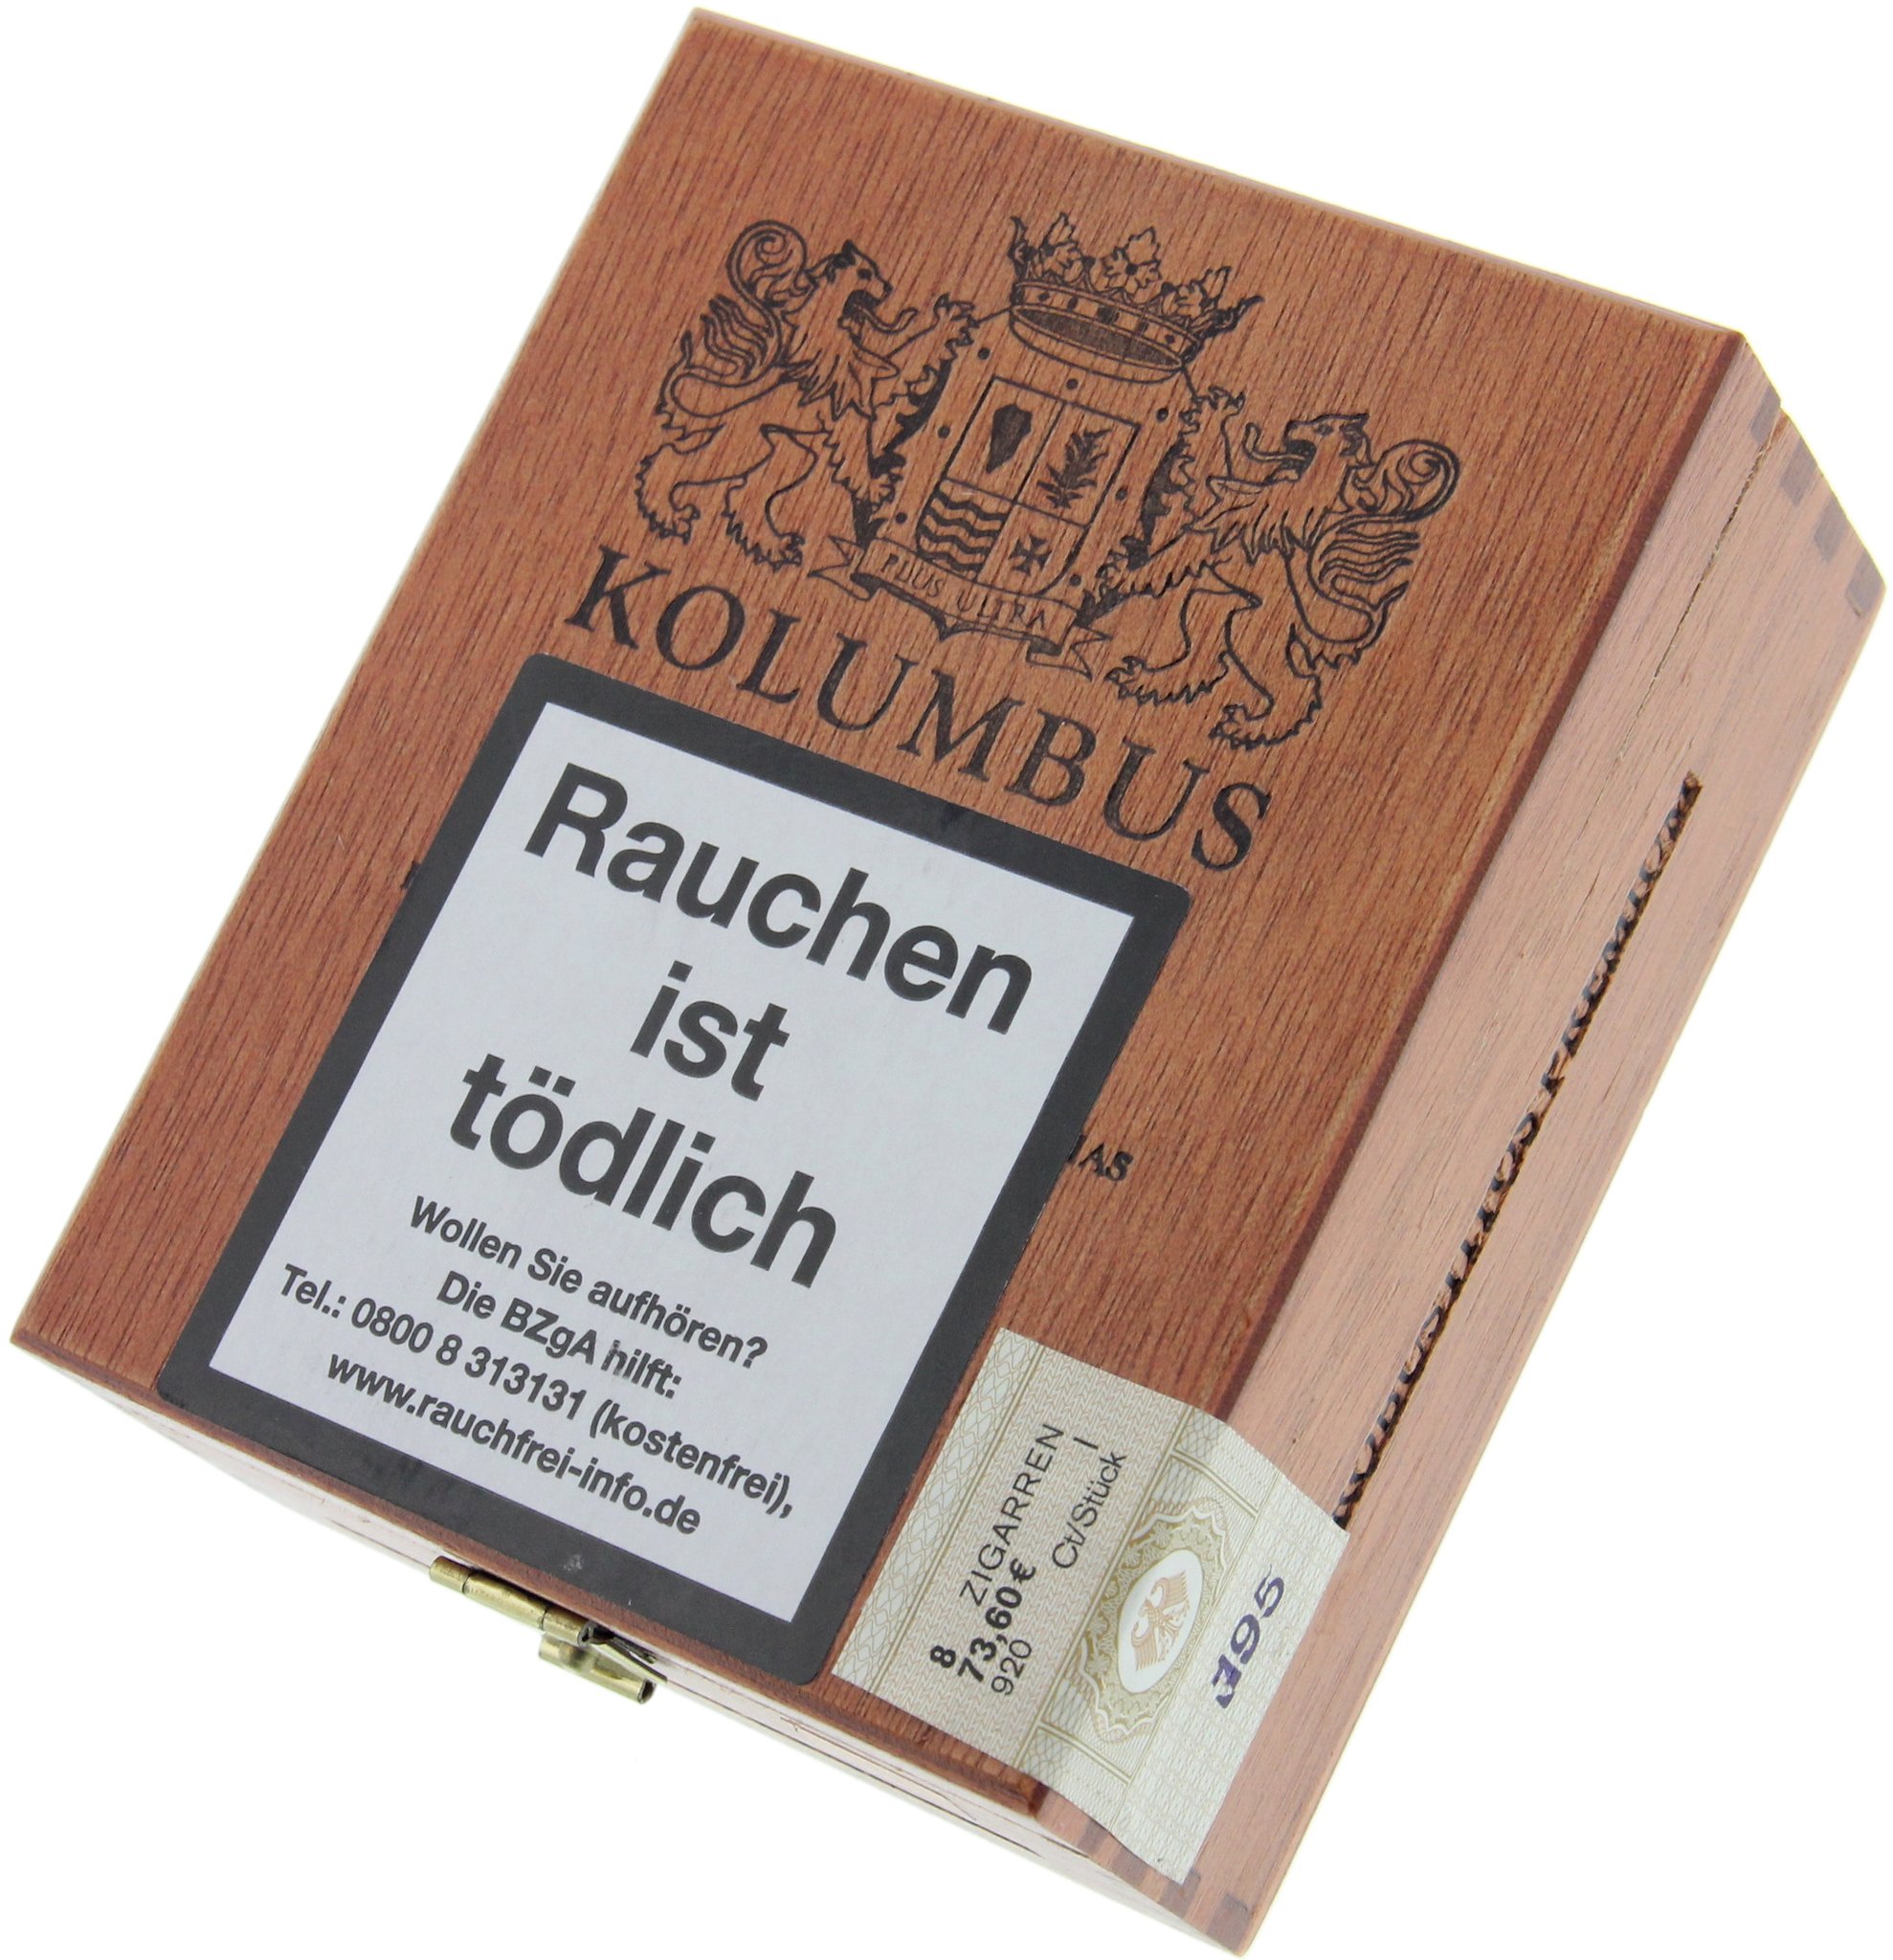 PLUS ULTRA
KOLUMBUS
Rauchen
ist
tödlich
Wollen Sie aufhören?
Die BZgA hilft:
Tel.: 0800 8 313131 (kostenfrei),
www.rauchfrei-info.de
8 ZIGARREN
73,60 €
920 Ct/Stück I
195